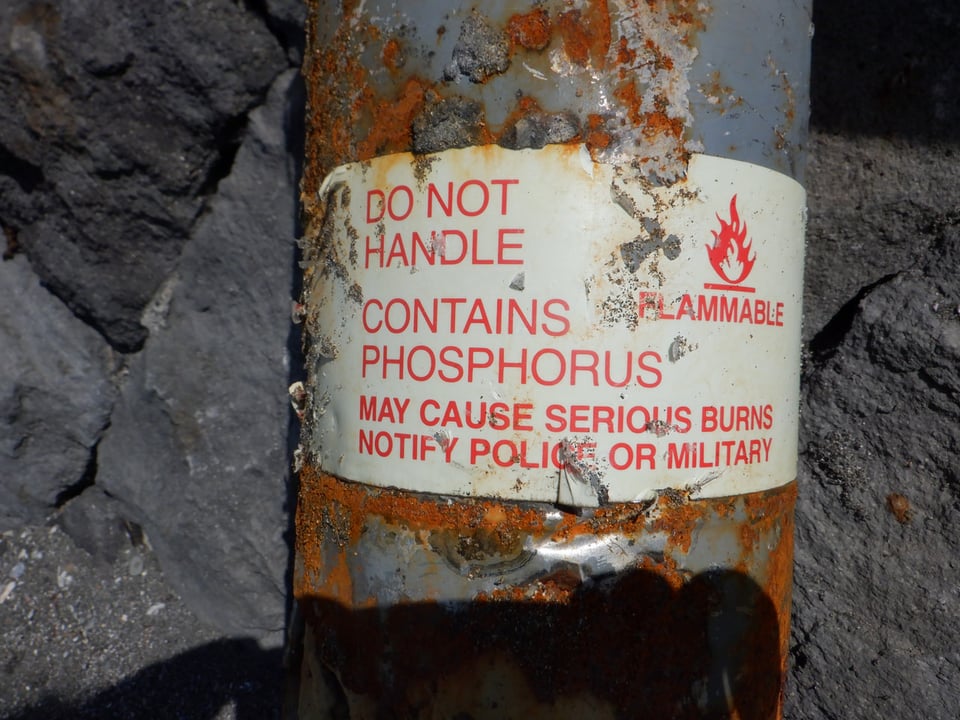 DO NOT
HANDLE
CONTAINS
PHOSPHORUS
FLAMMABLE
MAY CAUSE SERIOUS BURNS
NOTIFY POLICE OR MILITARY